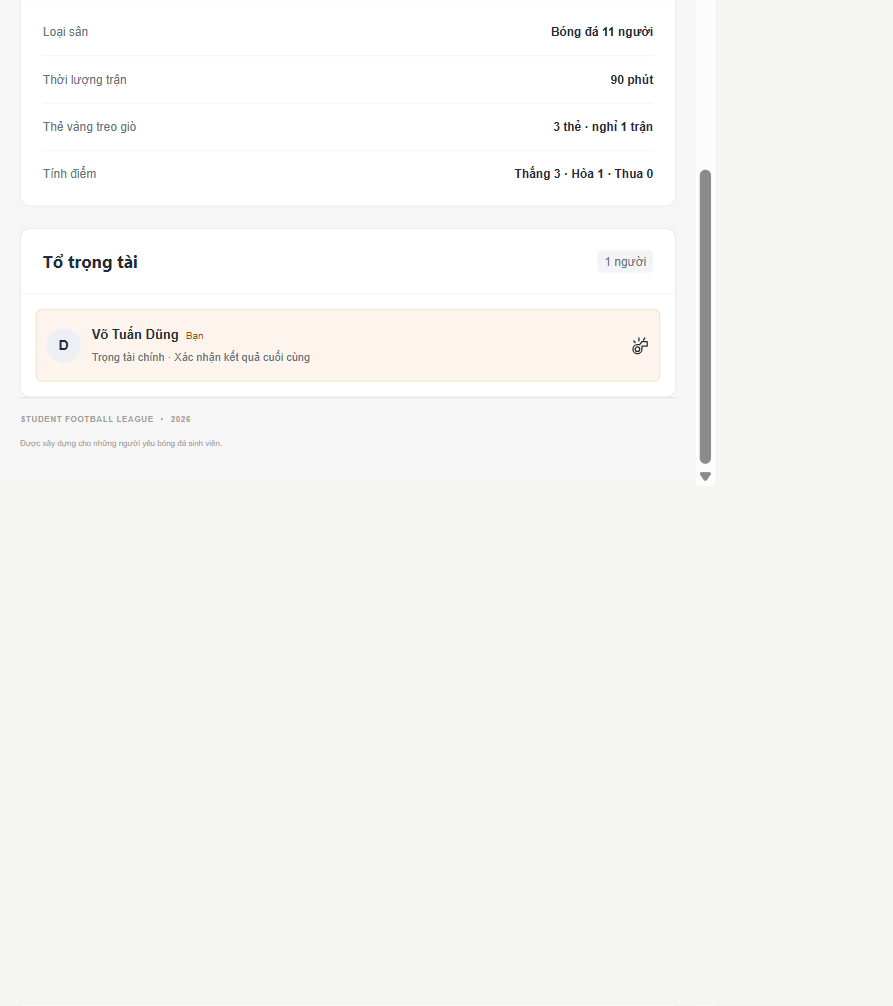 Loại sân
Bóng đá 11 người
Thời lượng trận
90 phút
Thẻ vàng treo giò
3 thẻ · nghỉ 1 trận
Tính điểm
Thắng 3 · Hòa 1 · Thua 0
Tổ trọng tài
1 người
D
Võ Tuấn Dũng Bạn
Trọng tài chính · Xác nhận kết quả cuối cùng
STUDENT FOOTBALL LEAGUE • 2026
Được xây dựng cho những người yêu bóng đá sinh viên.